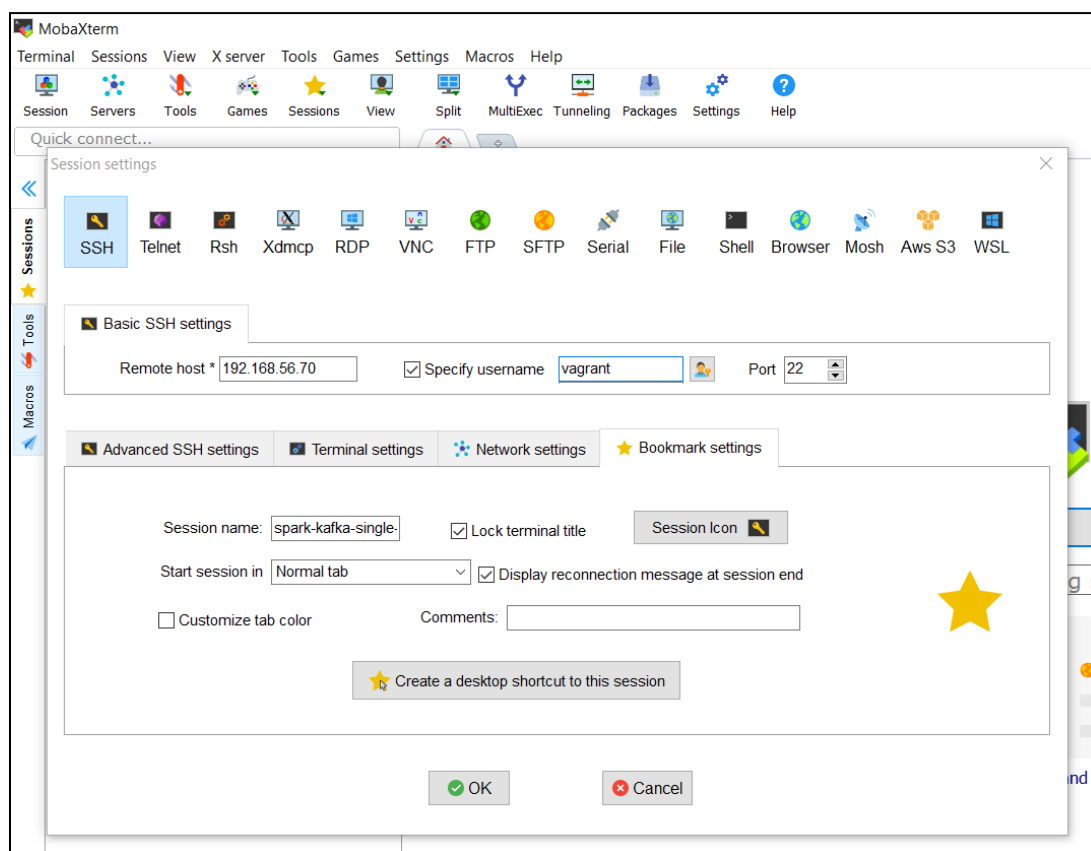 MobaXterm
Terminal Sessions View X server Tools Games Settings Macros Help
Session Servers Tools Games Sessions View Split MultiExec Tunneling Packages Settings Help
Quick connect...
Session settings
Sessions
Tools
Macros
SSH Telnet Rsh Xdmcp RDP VNC FTP SFTP Serial File Shell Browser Mosh Aws S3 WSL
Basic SSH settings
Remote host * 192.168.56.70 Specify username vagrant Port 22
Advanced SSH settings Terminal settings Network settings Bookmark settings
Session name: spark-kafka-single- Lock terminal title Session Icon
Start session in Normal tab Display reconnection message at session end
Customize tab color Comments:
Create a desktop shortcut to this session
OK Cancel